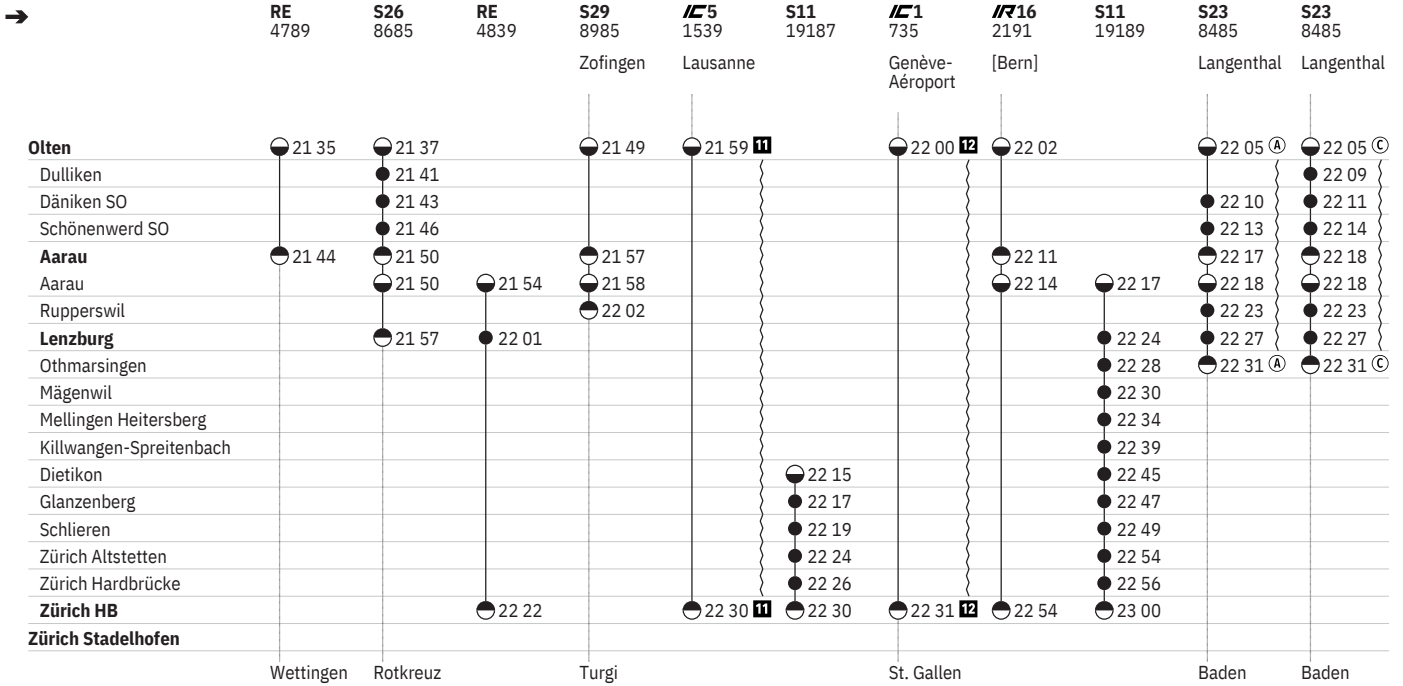 ➔ RE S26 RE S29 IC5 S11 IC1 IR16 S11 S23 S23
4789 8685 4839 8985 1539 19187 735 2191 19189 8485 8485
Zofingen Lausanne Genève- [Bern] Langenthal Langenthal
Aéroport
Olten 21 35 21 37 21 49 21 59 11 22 00 12 22 02 22 05 Ⓐ 22 05 Ⓒ
Dulliken 21 41 22 09
Däniken SO 21 43 22 10 22 11
Schönenwerd SO 21 46 22 13 22 14
Aarau 21 44 21 50 21 57 22 11 22 17 22 18
Aarau 21 50 21 54 21 58 22 14 22 17 22 18 22 18
Rupperswil 22 02 22 23 22 23
Lenzburg 21 57 22 01 22 24 22 27 22 27
Othmarsingen 22 28 22 31 Ⓐ 22 31 Ⓒ
Mägenwil 22 30
Mellingen Heitersberg 22 34
Killwangen-Spreitenbach 22 39
Dietikon 22 15 22 45
Glanzenberg 22 17 22 47
Schlieren 22 19 22 49
Zürich Altstetten 22 24 22 54
Zürich Hardbrücke 22 26 22 56
Zürich HB 22 22 22 30 11 22 30 22 31 12 22 54 23 00
Zürich Stadelhofen
Wettingen Rotkreuz Turgi St. Gallen Baden Baden